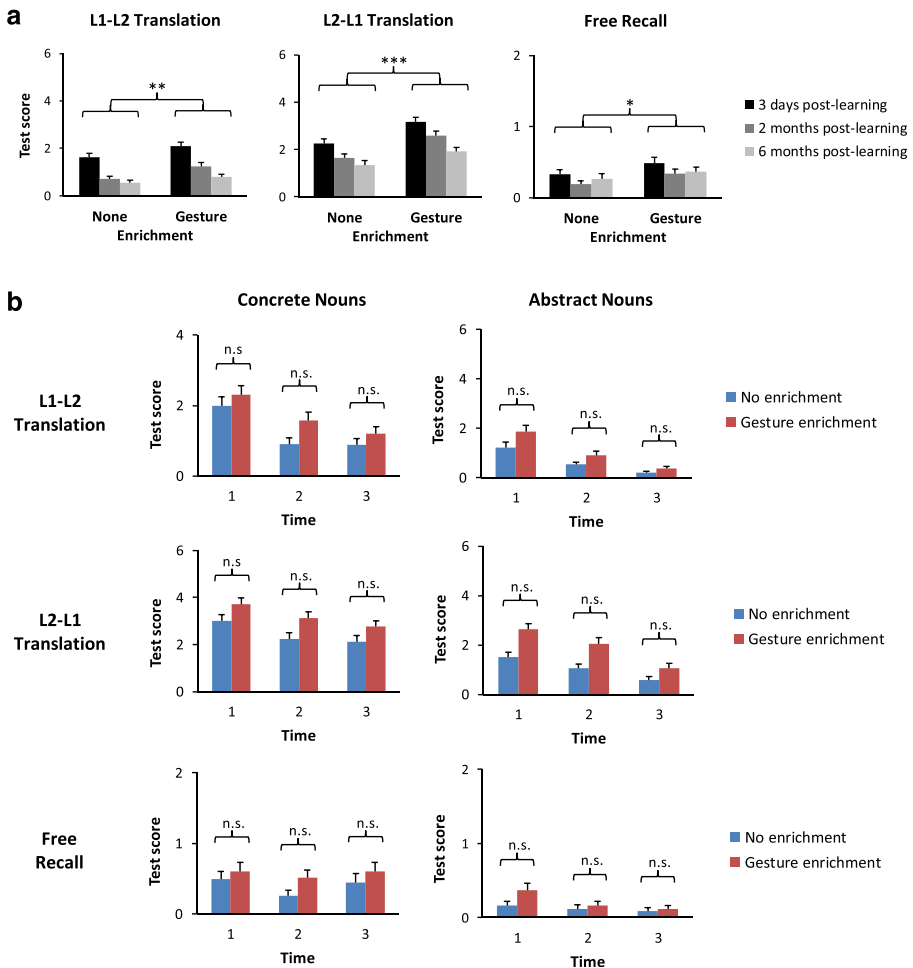 a
L1-L2 Translation
L2-L1 Translation
Free Recall
Test score
6
4
2
0
**
None
Gesture
Enrichment
6
4
2
0
***
None
Gesture
Enrichment
2
1
0
*
None
Gesture
Enrichment
3 days post-learning
2 months post-learning
6 months post-learning
b
Concrete Nouns
Abstract Nouns
L1-L2
Translation
Test score
4
2
0
n.s
n.s.
n.s.
1 2 3
Time
Test score
6
4
2
0
n.s.
n.s.
n.s.
1 2 3
Time
No enrichment
Gesture enrichment
L2-L1
Translation
Test score
6
4
2
0
n.s
n.s.
n.s.
1 2 3
Time
Test score
6
4
2
0
n.s.
n.s.
n.s.
1 2 3
Time
No enrichment
Gesture enrichment
Free
Recall
Test score
2
1
0
n.s.
n.s.
n.s.
1 2 3
Time
Test score
2
1
0
n.s.
n.s.
n.s.
1 2 3
Time
No enrichment
Gesture enrichment